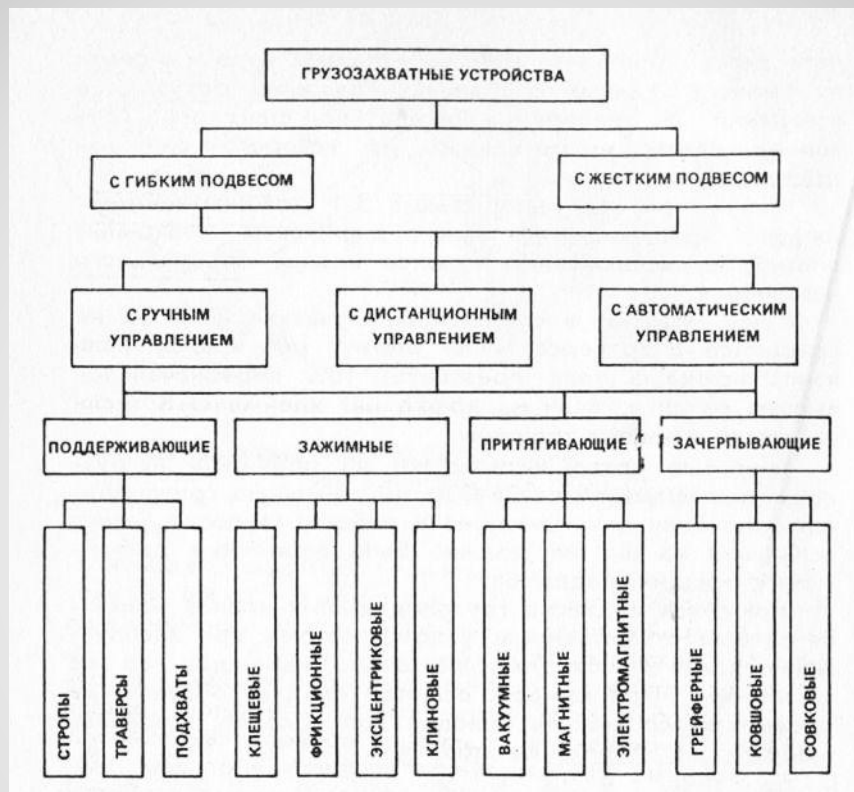 ГРУЗОЗАХВАТНЫЕ УСТРОЙСТВА
С ГИБКИМ ПОДВЕСОМ
С ЖЕСТКИМ ПОДВЕСОМ
С РУЧНЫМ
УПРАВЛЕНИЕМ
С ДИСТАНЦИОННЫМ
УПРАВЛЕНИЕМ
С АВТОМАТИЧЕСКИМ
УПРАВЛЕНИЕМ
ПОДДЕРЖИВАЮЩИЕ
ЗАЖИМНЫЕ
ПРИТЯГИВАЮЩИЕ
ЗАЧЕРПЫВАЮЩИЕ
СТРОПЫ
ТРАВЕРСЫ
ПОДХВАТЫ
КЛЕЩЕВЫЕ
ФРИКЦИОННЫЕ
ЭКСЦЕНТРИКОВЫЕ
КЛИНОВЫЕ
ВАКУУМНЫЕ
МАГНИТНЫЕ
ЭЛЕКТРОМАГНИТНЫЕ
ГРЕЙФЕРНЫЕ
КОВШОВЫЕ
СОВКОВЫЕ